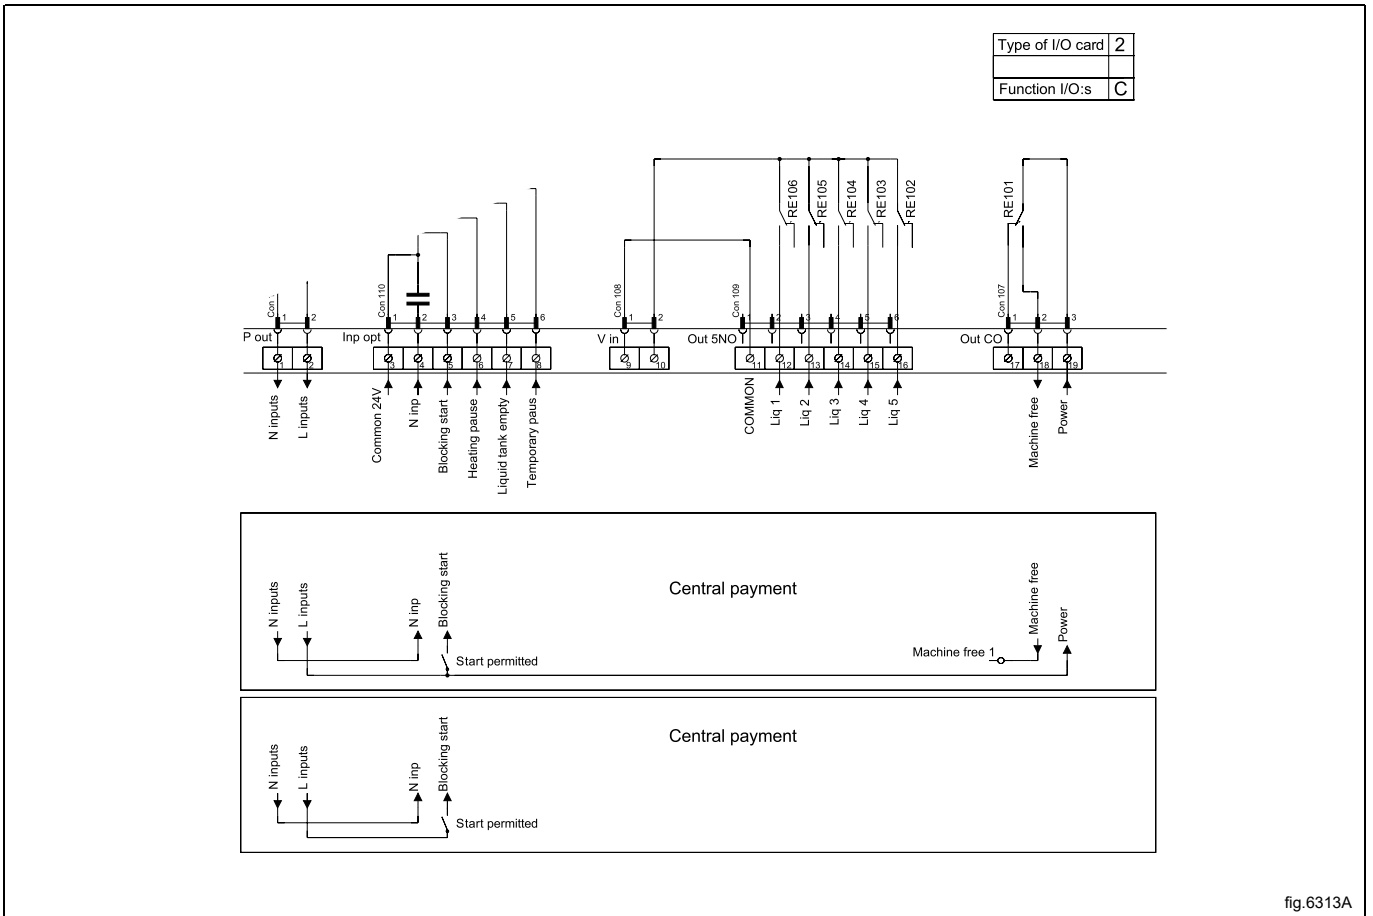 Type of I/O card 2
Function I/O:s C
RE106
RE105
RE104
RE103
RE102
RE101
Con
Con 110
Con 108
Con 109
Con 107
1 2
1 2 3 4 5 6
1 2
1 2 3 4 5 6
1 2 3
P out
Inp opt
V in
Out 5NO
Out CO
1 2
3 4 5 6 7 8
9 10
11 12 13 14 15 16
17 18 19
N inputs
L inputs
Common 24V
N inp
Blocking start
Heating pause
Liquid tank empty
Temporary paus
COMMON
Liq 1
Liq 2
Liq 3
Liq 4
Liq 5
Machine free
Power
Central payment
N inputs
L inputs
N inp
Blocking start
Start permitted
Machine free 1
Machine free
Power
Central payment
N inputs
L inputs
N inp
Blocking start
Start permitted
fig.6313A